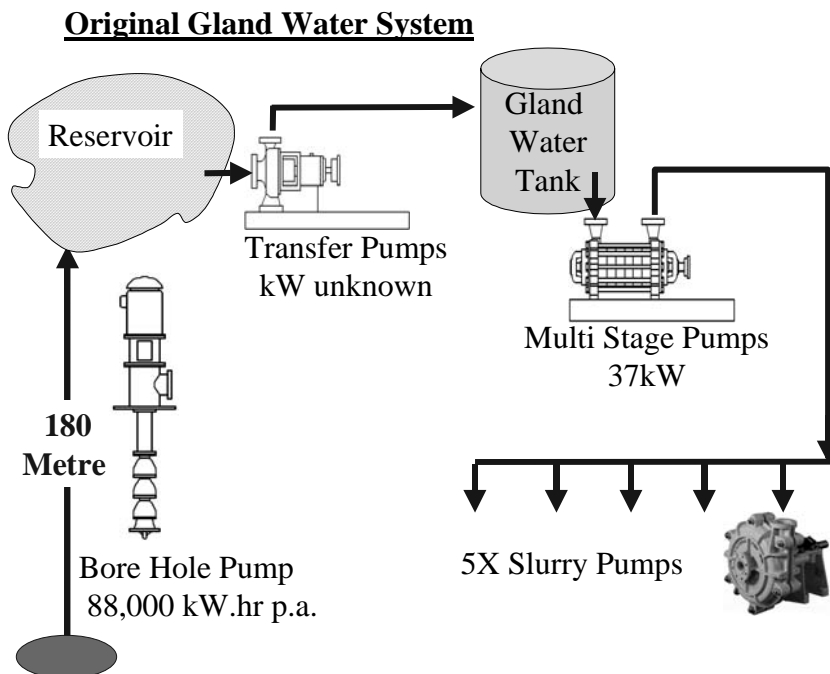 Original Gland Water System
Reservoir
Gland
Water
Tank
Transfer Pumps
kW unknown
Multi Stage Pumps
37kW
180
Metre
Bore Hole Pump
88,000 kW.hr p.a.
5X Slurry Pumps